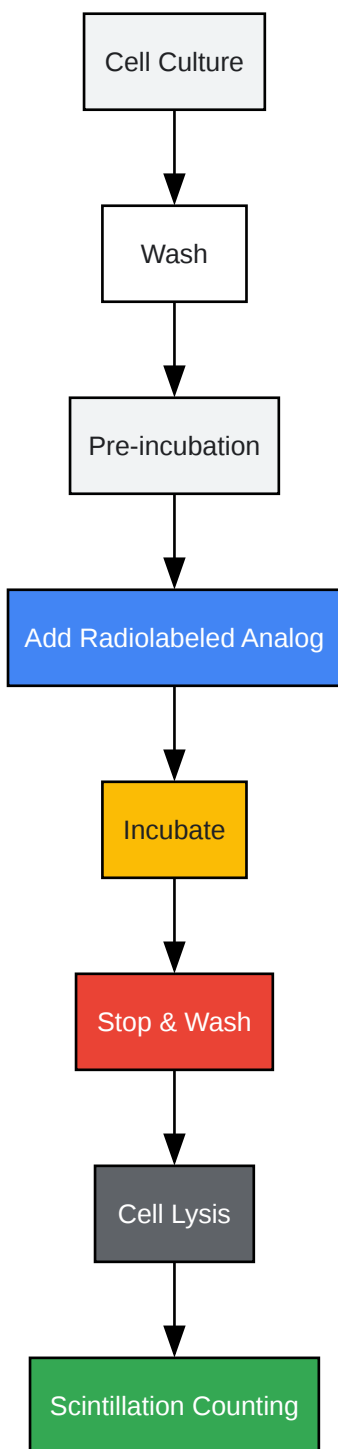 Cell Culture
Wash
Pre-incubation
Add Radiolabeled Analog
Incubate
Stop & Wash
Cell Lysis
Scintillation Counting